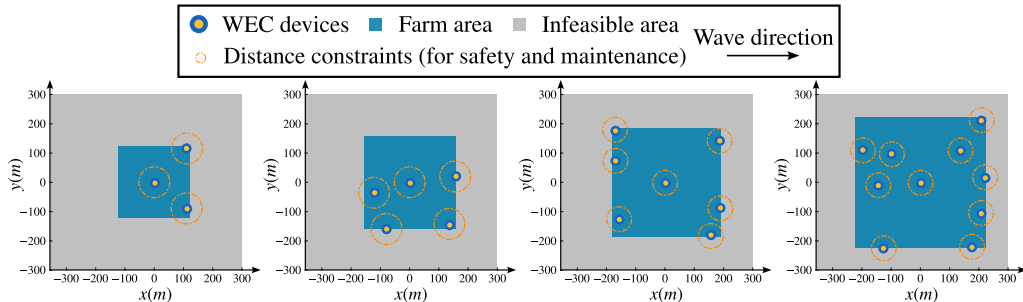 WEC devices Farm area Infeasible area
Distance constraints (for safety and maintenance) Wave direction
300 300 300 300
200 200 200 200
100 100 100 100
0 0 0 0
−100 −100 −100 −100
−200 −200 −200 −200
−300 −300 −300 −300
y(m) y(m) y(m) y(m)
−300 −200 −100 0 100 200 300 −300 −200 −100 0 100 200 300 −300 −200 −100 0 100 200 300 −300 −200 −100 0 100 200 300
x(m) x(m) x(m) x(m)